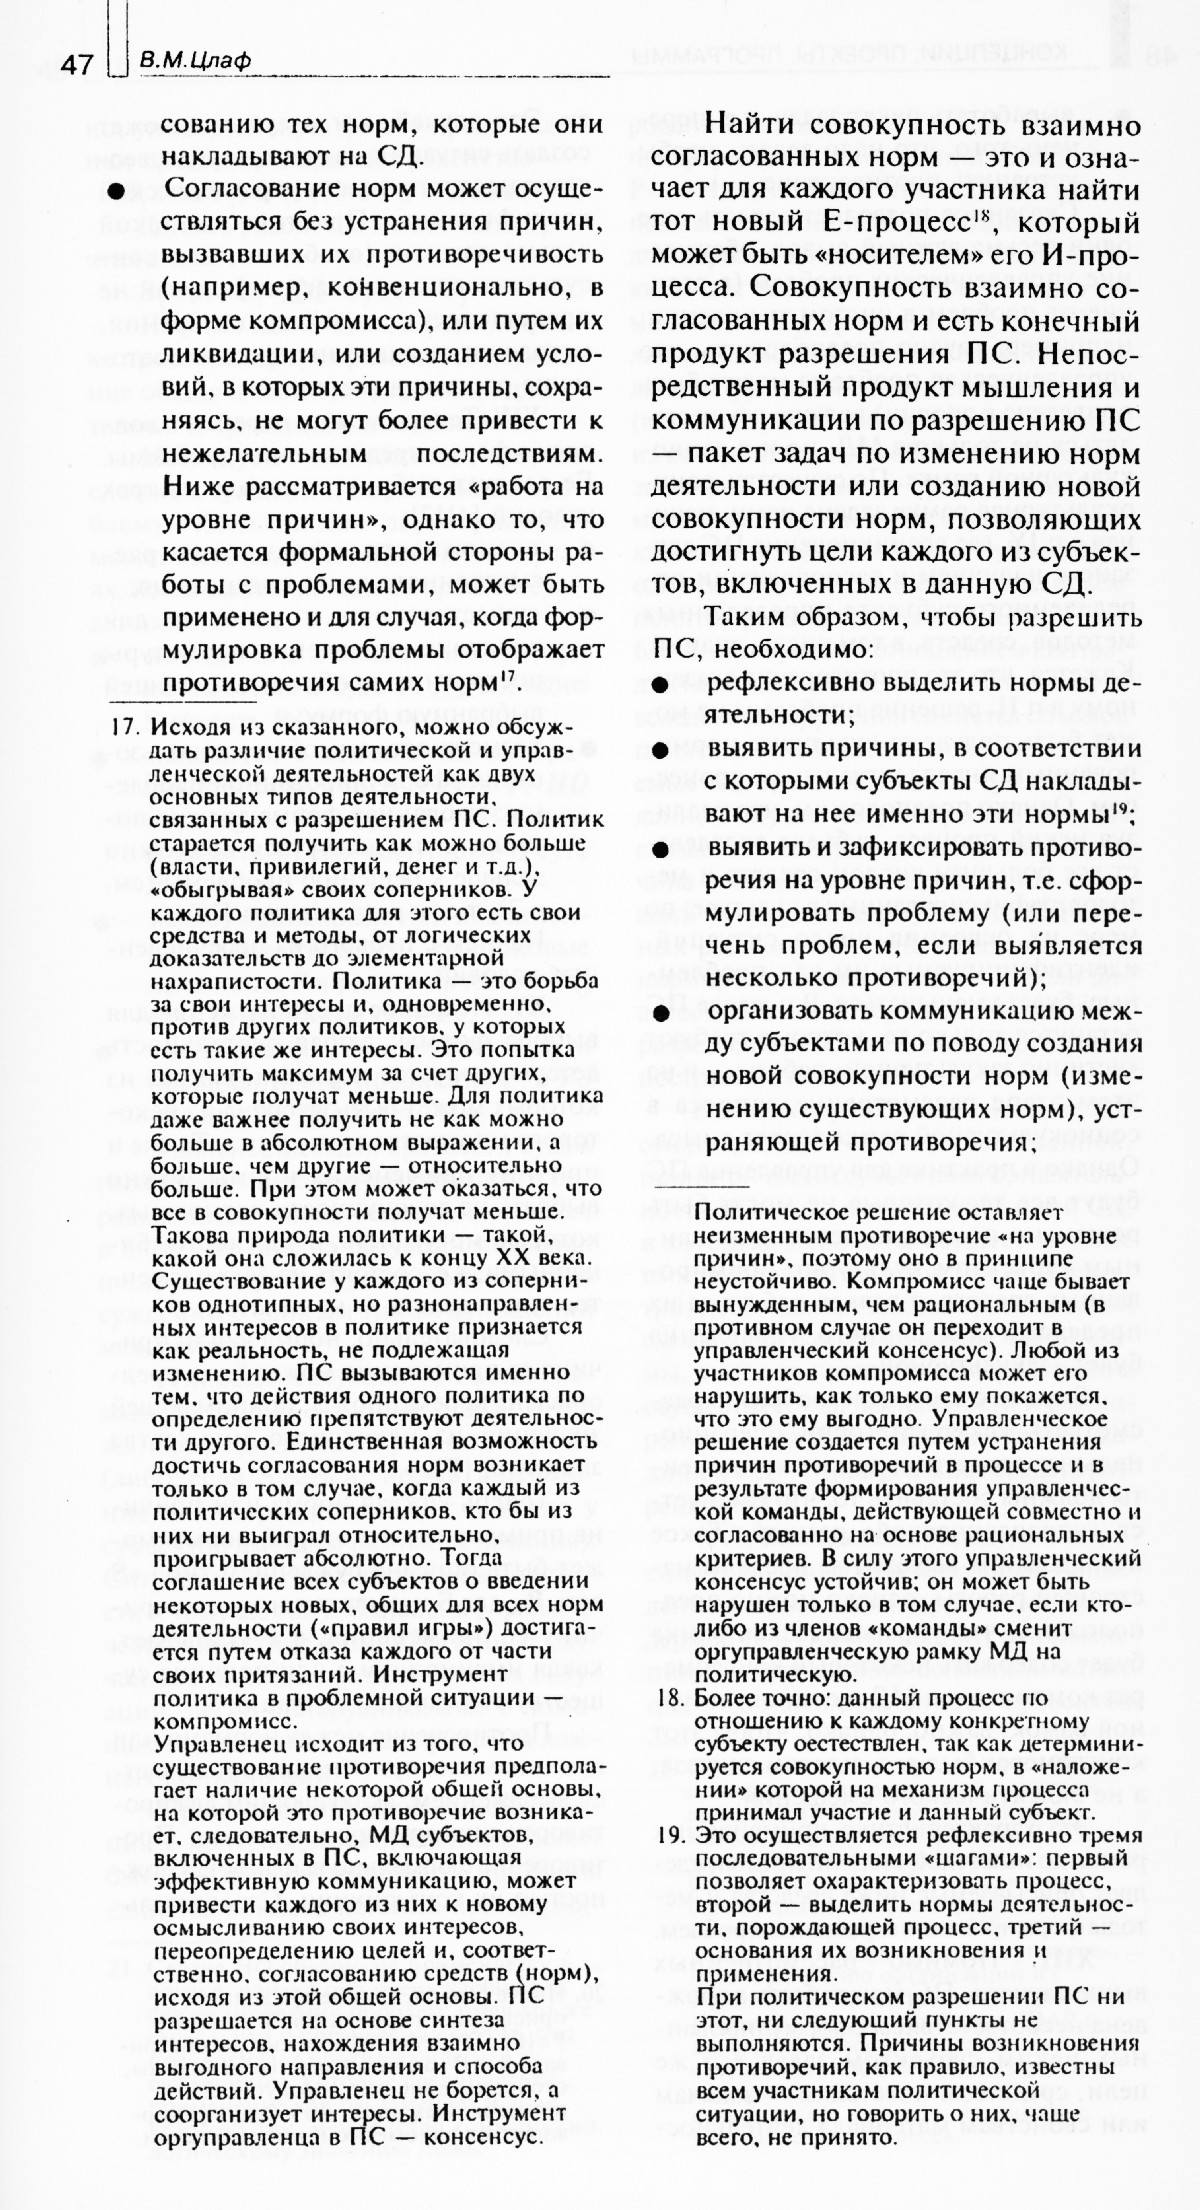 47
В.М.Цлаф
сованию тех норм, которые они
накладывают на СД.
● Согласование норм может осуще-
ствляться без устранения причин,
вызвавших их противоречивость
(например, конвенционально, в
форме компромисса), или путем их
ликвидации, или созданием усло-
вий, в которых эти причины, сохра-
няясь, не могут более привести к
нежелательным последствиям.
Ниже рассматривается «работа на
уровне причин», однако то, что
касается формальной стороны ра-
боты с проблемами, может быть
применено и для случая, когда фор-
мулировка проблемы отображает
противоречия самих норм¹⁷.
17. Исходя из сказанного, можно обсуж-
дать различие политической и управ-
ленческой деятельностей как двух
основных типов деятельности,
связанных с разрешением ПС. Политик
старается получить как можно больше
(власти, привилегий, денег и т.д.),
«обыгрывая» своих соперников. У
каждого политика для этого есть свои
средства и методы, от логических
доказательств до элементарной
нахрапистости. Политика — это борьба
за свои интересы и, одновременно,
против других политиков, у которых
есть такие же интересы. Это попытка
получить максимум за счет других,
которые получат меньше. Для политика
даже важнее получить не как можно
больше в абсолютном выражении, а
больше, чем другие — относительно
больше. При этом может оказаться, что
все в совокупности получат меньше.
Такова природа политики — такой,
какой она сложилась к концу XX века.
Существование у каждого из соперни-
ков однотипных, но разнонаправлен-
ных интересов в политике признается
как реальность, не подлежащая
изменению. ПС вызываются именно
тем, что действия одного политика по
определению препятствуют деятельнос-
ти другого. Единственная возможность
достичь согласования норм возникает
только в том случае, когда каждый из
политических соперников, кто бы из
них ни выиграл относительно,
проигрывает абсолютно. Тогда
соглашение всех субъектов о введении
некоторых новых, общих для всех норм
деятельности («правил игры») достига-
ется путем отказа каждого от части
своих притязаний. Инструмент
политика в проблемной ситуации —
компромисс.
Управленец исходит из того, что
существование противоречия предпола-
гает наличие некоторой общей основы,
на которой это противоречие возника-
ет, следовательно, МД субъектов,
включенных в ПС, включающая
эффективную коммуникацию, может
привести каждого из них к новому
осмысливанию своих интересов,
переопределению целей и, соответ-
ственно, согласованию средств (норм),
исходя из этой общей основы. ПС
разрешается на основе синтеза
интересов, нахождения взаимно
выгодного направления и способа
действий. Управленец не борется, а
соорганизует интересы. Инструмент
оргуправленца в ПС — консенсус.
Найти совокупность взаимно
согласованных норм — это и озна-
чает для каждого участника найти
тот новый Е-процесс¹⁸, который
может быть «носителем» его И-про-
цесса. Совокупность взаимно со-
гласованных норм и есть конечный
продукт разрешения ПС. Непос-
редственный продукт мышления и
коммуникации по разрешению ПС
— пакет задач по изменению норм
деятельности или созданию новой
совокупности норм, позволяющих
достигнуть цели каждого из субъек-
тов, включенных в данную СД.
Таким образом, чтобы разрешить
ПС, необходимо:
● рефлексивно выделить нормы де-
ятельности;
● выявить причины, в соответствии
с которыми субъекты СД наклады-
вают на нее именно эти нормы¹⁹;
● выявить и зафиксировать противо-
речия на уровне причин, т.е. сфор-
мулировать проблему (или пере-
чень проблем, если выявляется
несколько противоречий);
● организовать коммуникацию меж-
ду субъектами по поводу создания
новой совокупности норм (изме-
нению существующих норм), уст-
раняющей противоречия;
Политическое решение оставляет
неизменным противоречие «на уровне
причин», поэтому оно в принципе
неустойчиво. Компромисс чаще бывает
вынужденным, чем рациональным (в
противном случае он переходит в
управленческий консенсус). Любой из
участников компромисса может его
нарушить, как только ему покажется,
что это ему выгодно. Управленческое
решение создается путем устранения
причин противоречий в процессе и в
результате формирования управленчес-
кой команды, действующей совместно и
согласованно на основе рациональных
критериев. В силу этого управленческий
консенсус устойчив; он может быть
нарушен только в том случае, если кто-
либо из членов «команды» сменит
оргуправленческую рамку МД на
политическую.
18. Более точно: данный процесс по
отношению к каждому конкретному
субъекту оестествлен, так как детермини-
руется совокупностью норм, в «наложе-
нии» которой на механизм процесса
принимал участие и данный субъект.
19. Это осуществляется рефлексивно тремя
последовательными «шагами»: первый
позволяет охарактеризовать процесс,
второй — выделить нормы деятельнос-
ти, порождающей процесс, третий —
основания их возникновения и
применения.
При политическом разрешении ПС ни
этот, ни следующий пункты не
выполняются. Причины возникновения
противоречий, как правило, известны
всем участникам политической
ситуации, но говорить о них, чаще
всего, не принято.